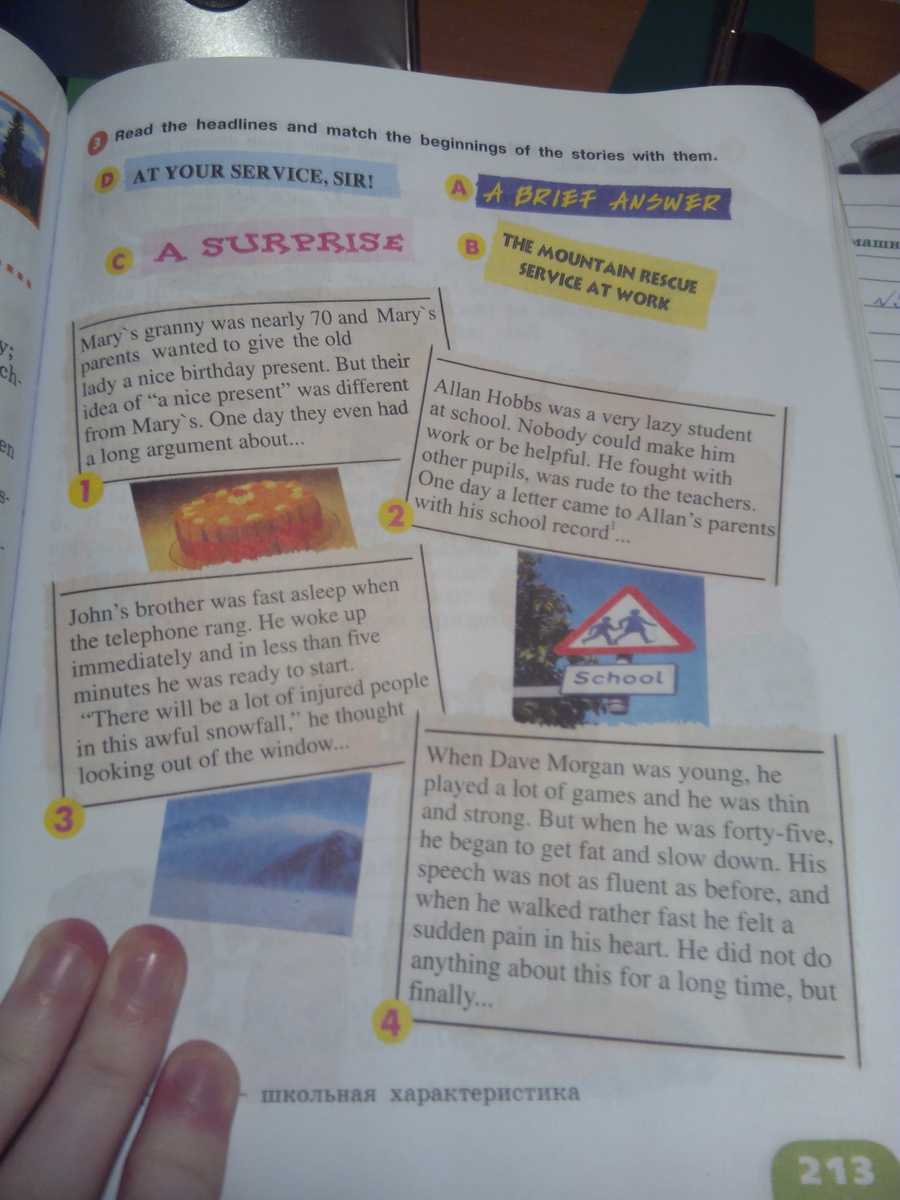 3 Read the headlines and match the beginnings of the stories with them.
D AT YOUR SERVICE, SIR!
A A BRIEF ANSWER
C A SURPRISE
B THE MOUNTAIN RESCUE
SERVICE AT WORK
Mary`s granny was nearly 70 and Mary`s
parents wanted to give the old
lady a nice birthday present. But their
idea of “a nice present” was different
from Mary`s. One day they even had
a long argument about...
1
Allan Hobbs was a very lazy student
at school. Nobody could make him
work or be helpful. He fought with
other pupils, was rude to the teachers.
One day a letter came to Allan’s parents
with his school record¹...
2
School
John’s brother was fast asleep when
the telephone rang. He woke up
immediately and in less than five
minutes he was ready to start.
“There will be a lot of injured people
in this awful snowfall,” he thought
looking out of the window...
3
When Dave Morgan was young, he
played a lot of games and he was thin
and strong. But when he was forty-five,
he began to get fat and slow down. His
speech was not as fluent as before, and
when he walked rather fast he felt a
sudden pain in his heart. He did not do
anything about this for a long time, but
finally...
4
— школьная характеристика
213